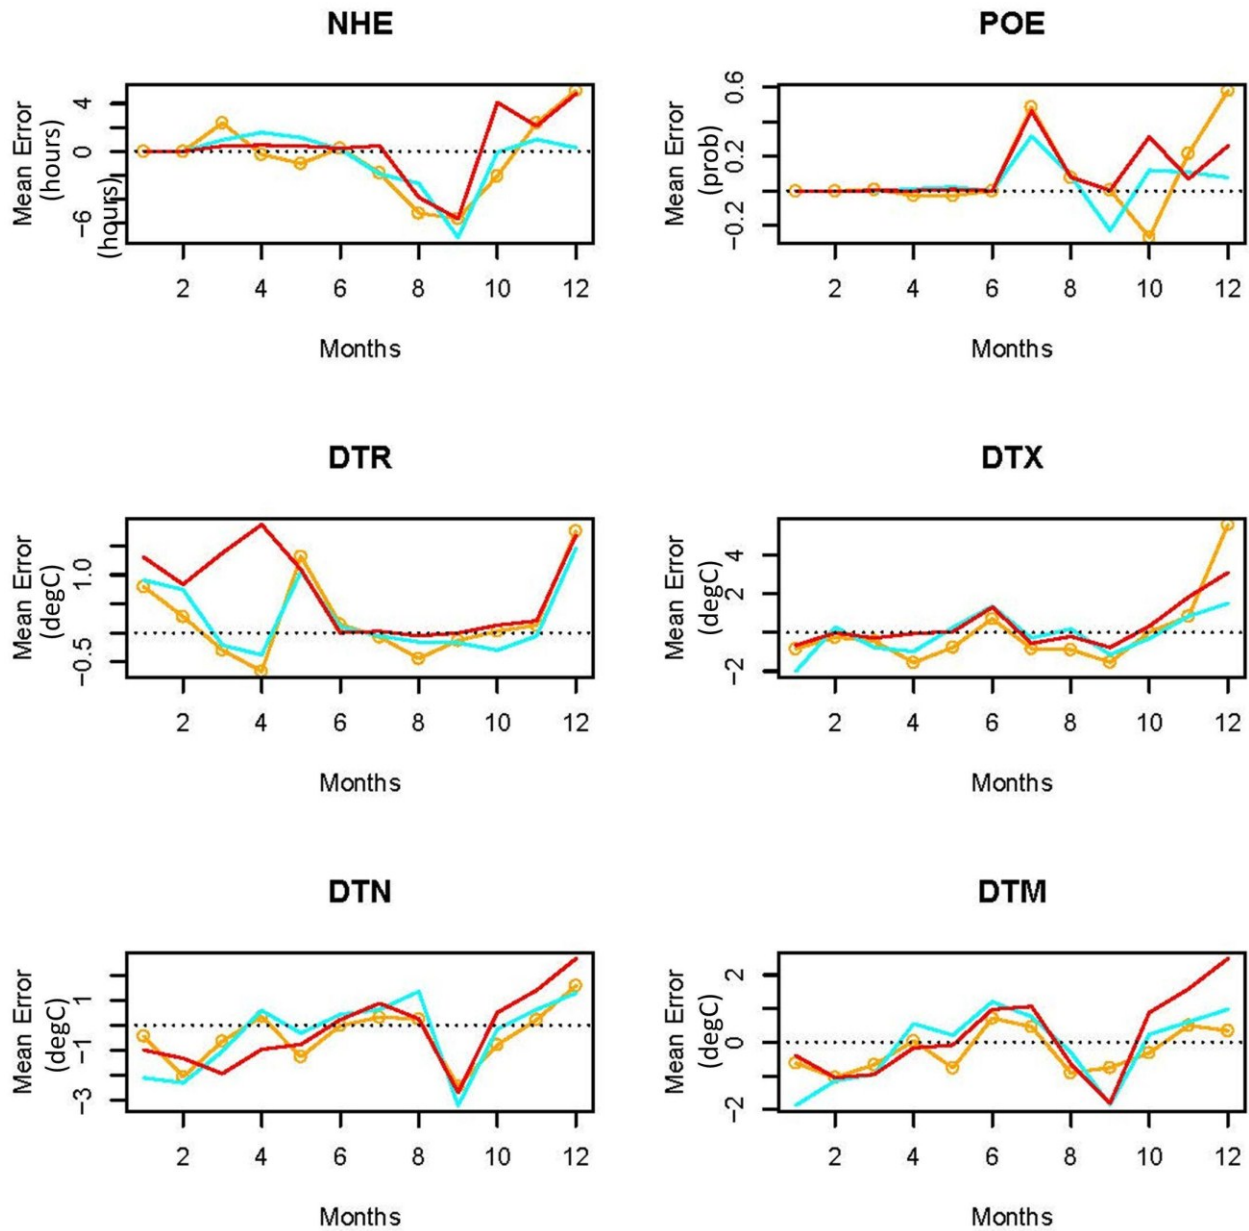 NHE
Mean Error
(hours)
(hours)
4
0
−6
2 4 6 8 10 12
Months
POE
Mean Error
(prob)
0.6
0.2
−0.2
2 4 6 8 10 12
Months
DTR
Mean Error
(degC)
1.0
−0.5
2 4 6 8 10 12
Months
DTX
Mean Error
(degC)
4
2
−2
2 4 6 8 10 12
Months
DTN
Mean Error
(degC)
1
−1
−3
2 4 6 8 10 12
Months
DTM
Mean Error
(degC)
2
0
−2
2 4 6 8 10 12
Months